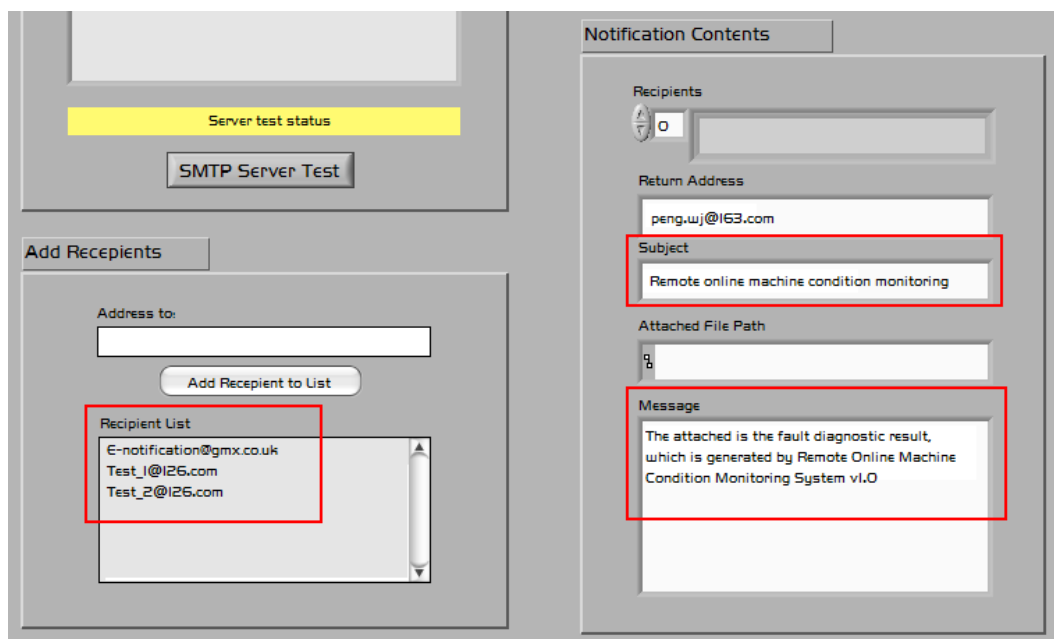 Server test status
SMTP Server Test
Add Recepients
Address to:
Add Recepient to List
Recipient List
E-notification@gmx.co.uk
Test_1@126.com
Test_2@126.com
Notification Contents
Recipients
0
Return Address
peng.wj@163.com
Subject
Remote online machine condition monitoring
Attached File Path
Message
The attached is the fault diagnostic result,
which is generated by Remote Online Machine
Condition Monitoring System v1.0